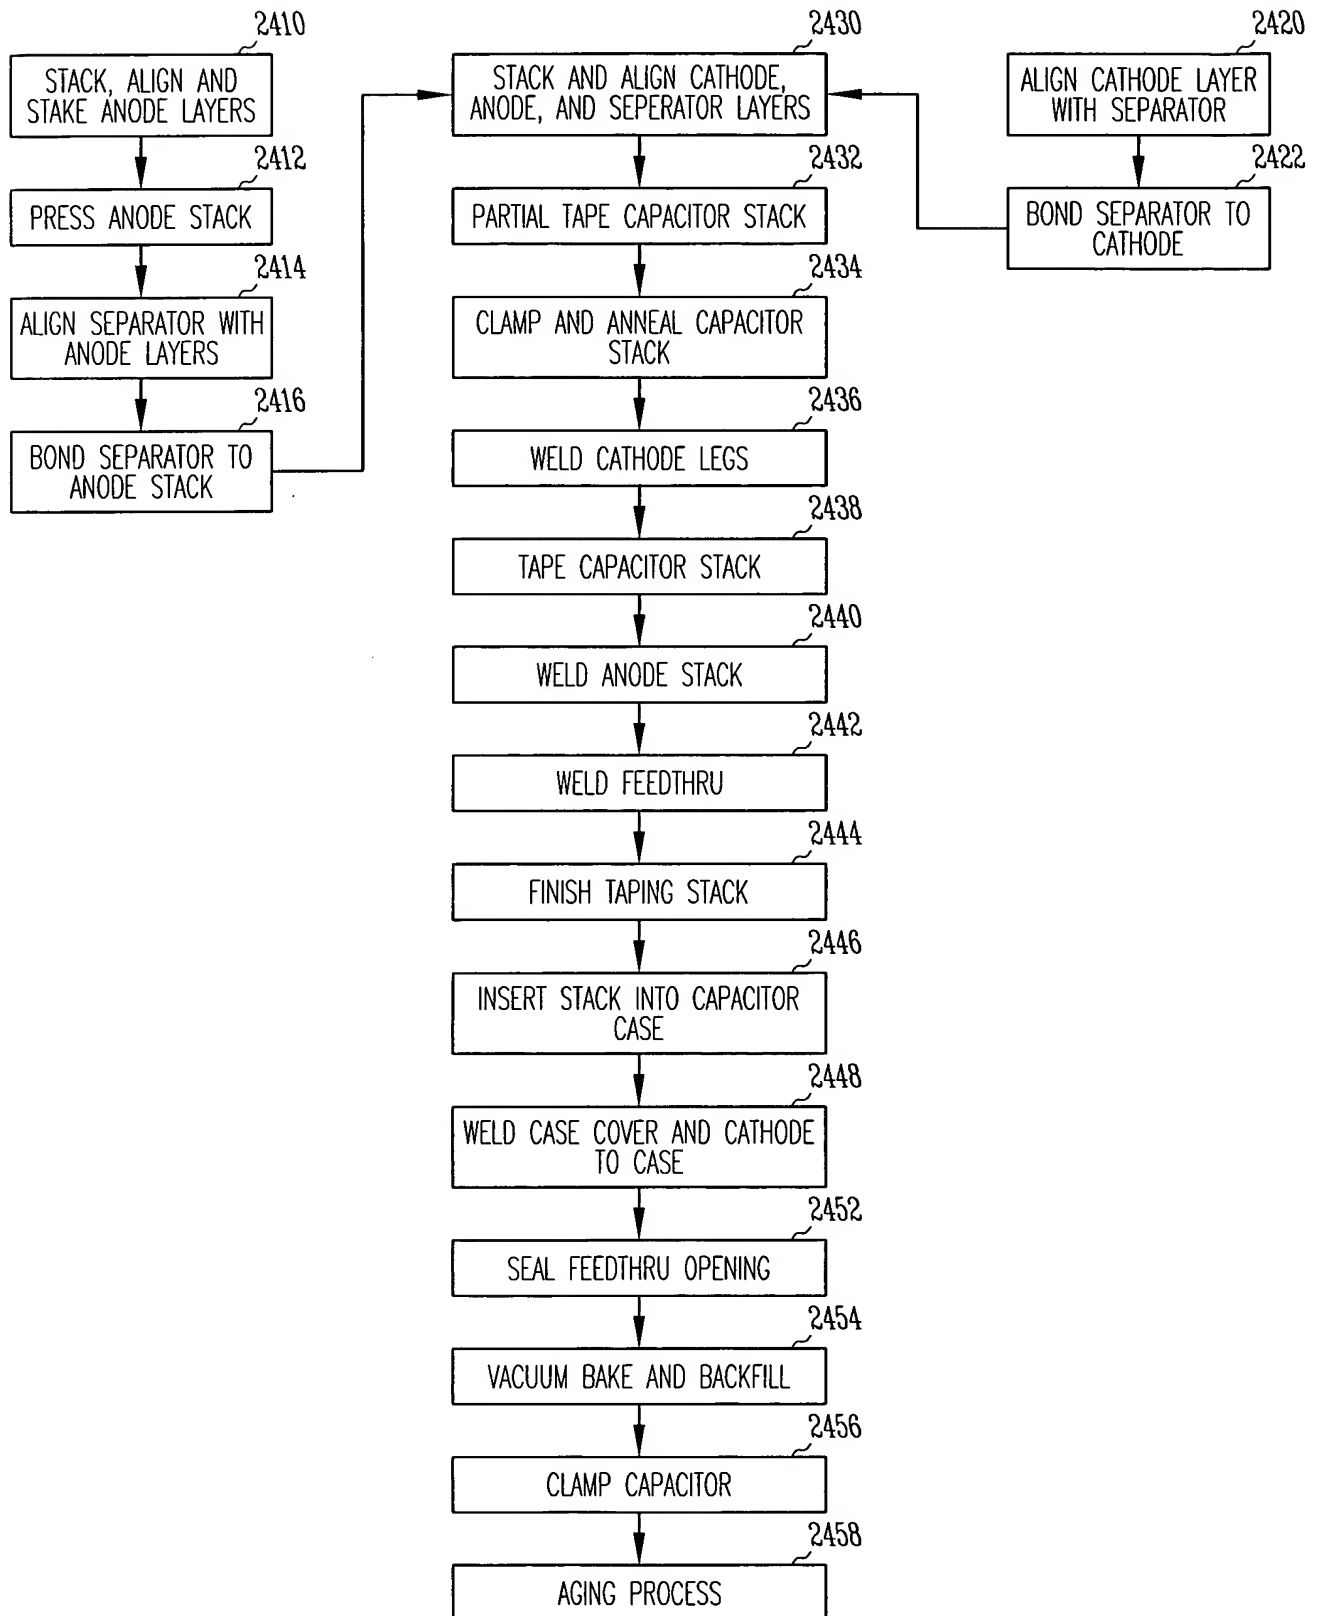 2410
STACK, ALIGN AND
STAKE ANODE LAYERS
2412
PRESS ANODE STACK
2414
ALIGN SEPARATOR WITH
ANODE LAYERS
2416
BOND SEPARATOR TO
ANODE STACK
2430
STACK AND ALIGN CATHODE,
ANODE, AND SEPERATOR LAYERS
2432
PARTIAL TAPE CAPACITOR STACK
2434
CLAMP AND ANNEAL CAPACITOR
STACK
2436
WELD CATHODE LEGS
2438
TAPE CAPACITOR STACK
2440
WELD ANODE STACK
2442
WELD FEEDTHRU
2444
FINISH TAPING STACK
2446
INSERT STACK INTO CAPACITOR
CASE
2448
WELD CASE COVER AND CATHODE
TO CASE
2452
SEAL FEEDTHRU OPENING
2454
VACUUM BAKE AND BACKFILL
2456
CLAMP CAPACITOR
2458
AGING PROCESS
2420
ALIGN CATHODE LAYER
WITH SEPARATOR
2422
BOND SEPARATOR TO
CATHODE